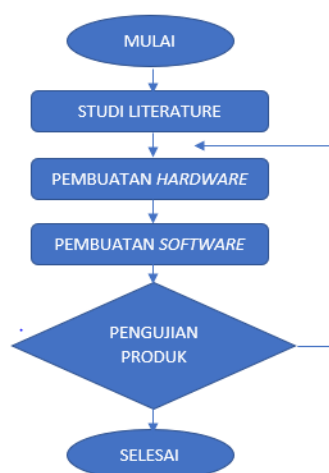 MULAI
STUDI LITERATURE
PEMBUATAN HARDWARE
PEMBUATAN SOFTWARE
PENGUJIAN
PRODUK
SELESAI